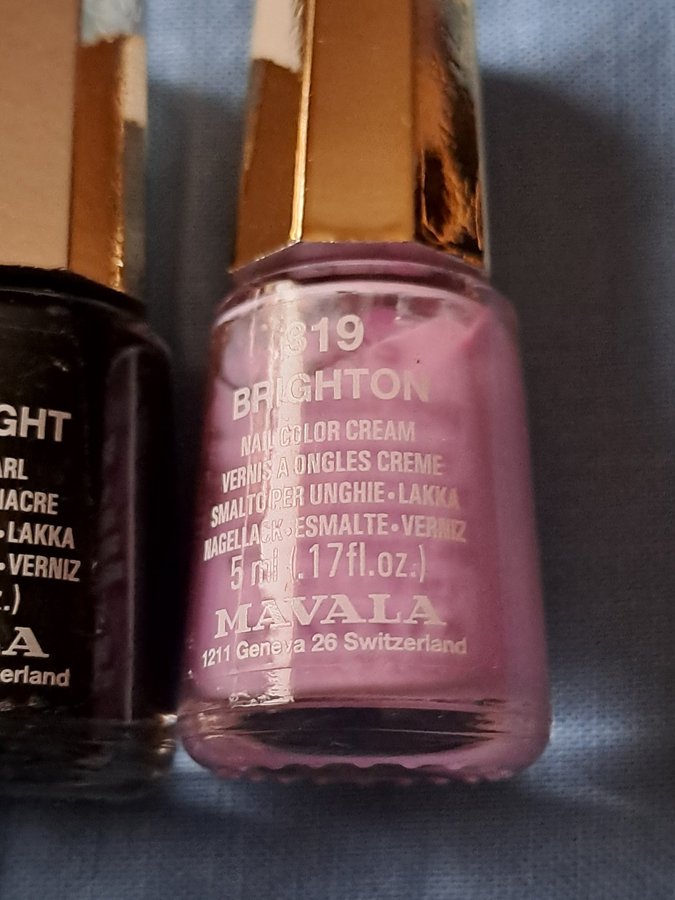 GHT
ARL
NACRE
• LAKKA
• VERNIZ
.)
A
erland
319
BRIGHTON
NAIL COLOR CREAM
VERNIS A ONGLES CREME
SMALTO PER UNGHIE • LAKKA
NAGELLACK • ESMALTE • VERNIZ
5 ml (.17fl.oz.)
MAVALA
1211 Geneva 26 Switzerland